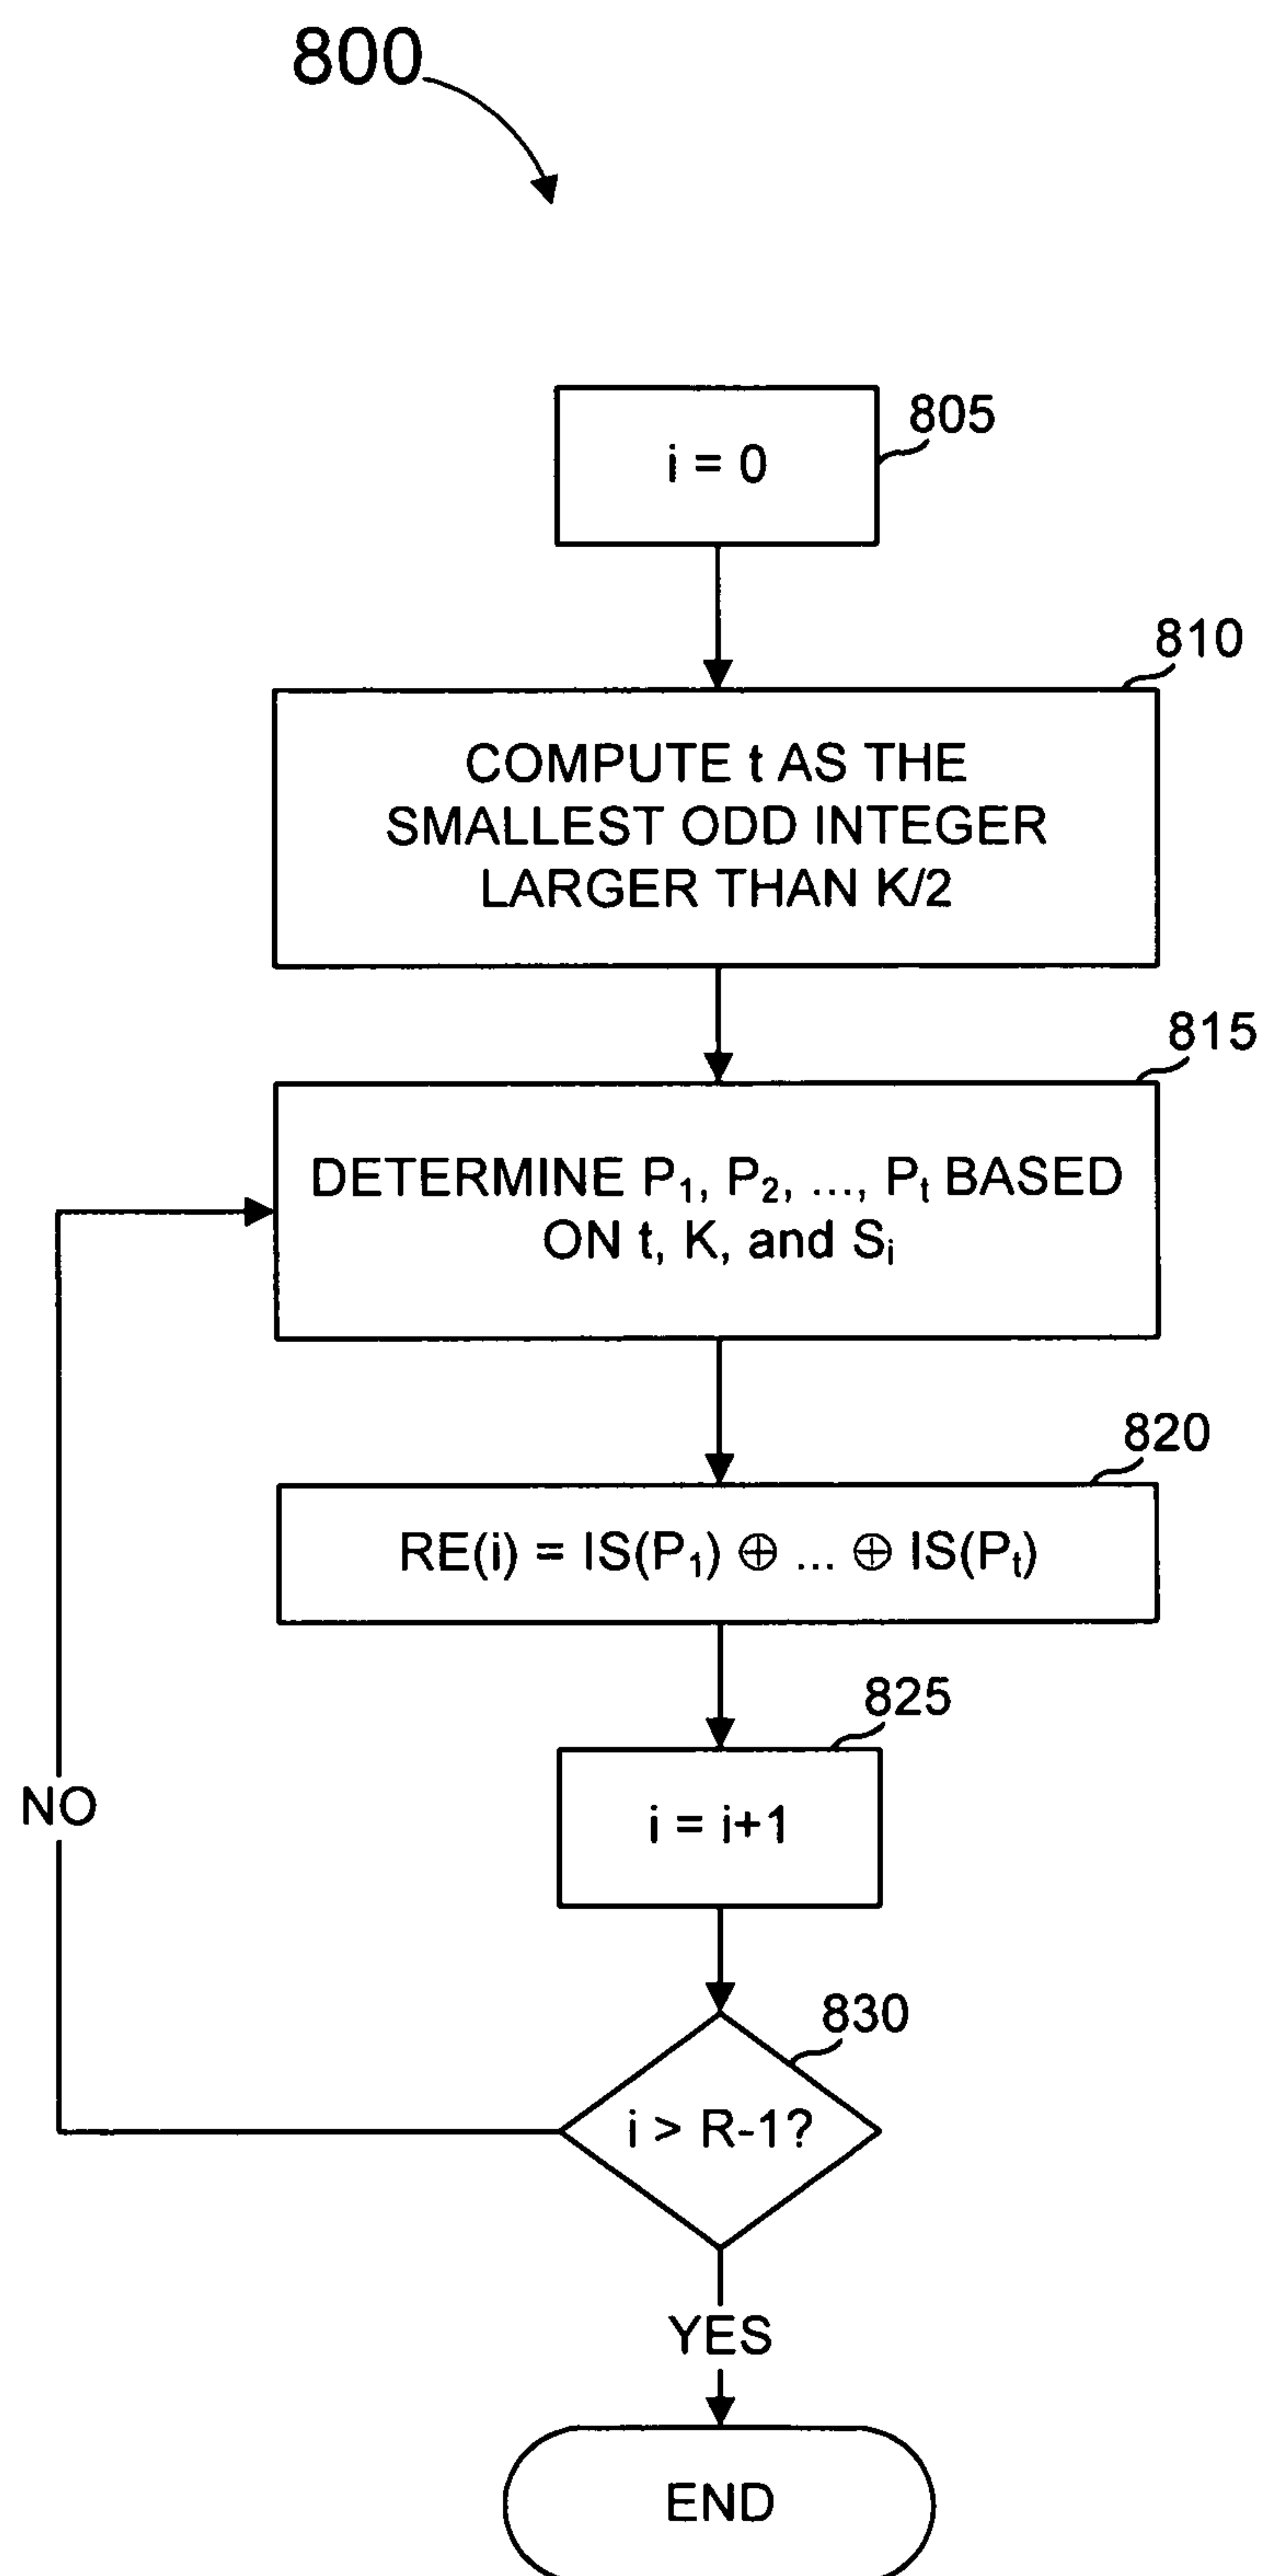 800
805
i = 0
810
COMPUTE t AS THE
SMALLEST ODD INTEGER
LARGER THAN K/2
815
DETERMINE P₁, P₂, ..., Pₜ BASED
ON t, K, and Sᵢ
820
RE(i) = IS(P₁) ⊕ ... ⊕ IS(Pₜ)
825
i = i+1
NO
830
i > R-1?
YES
END